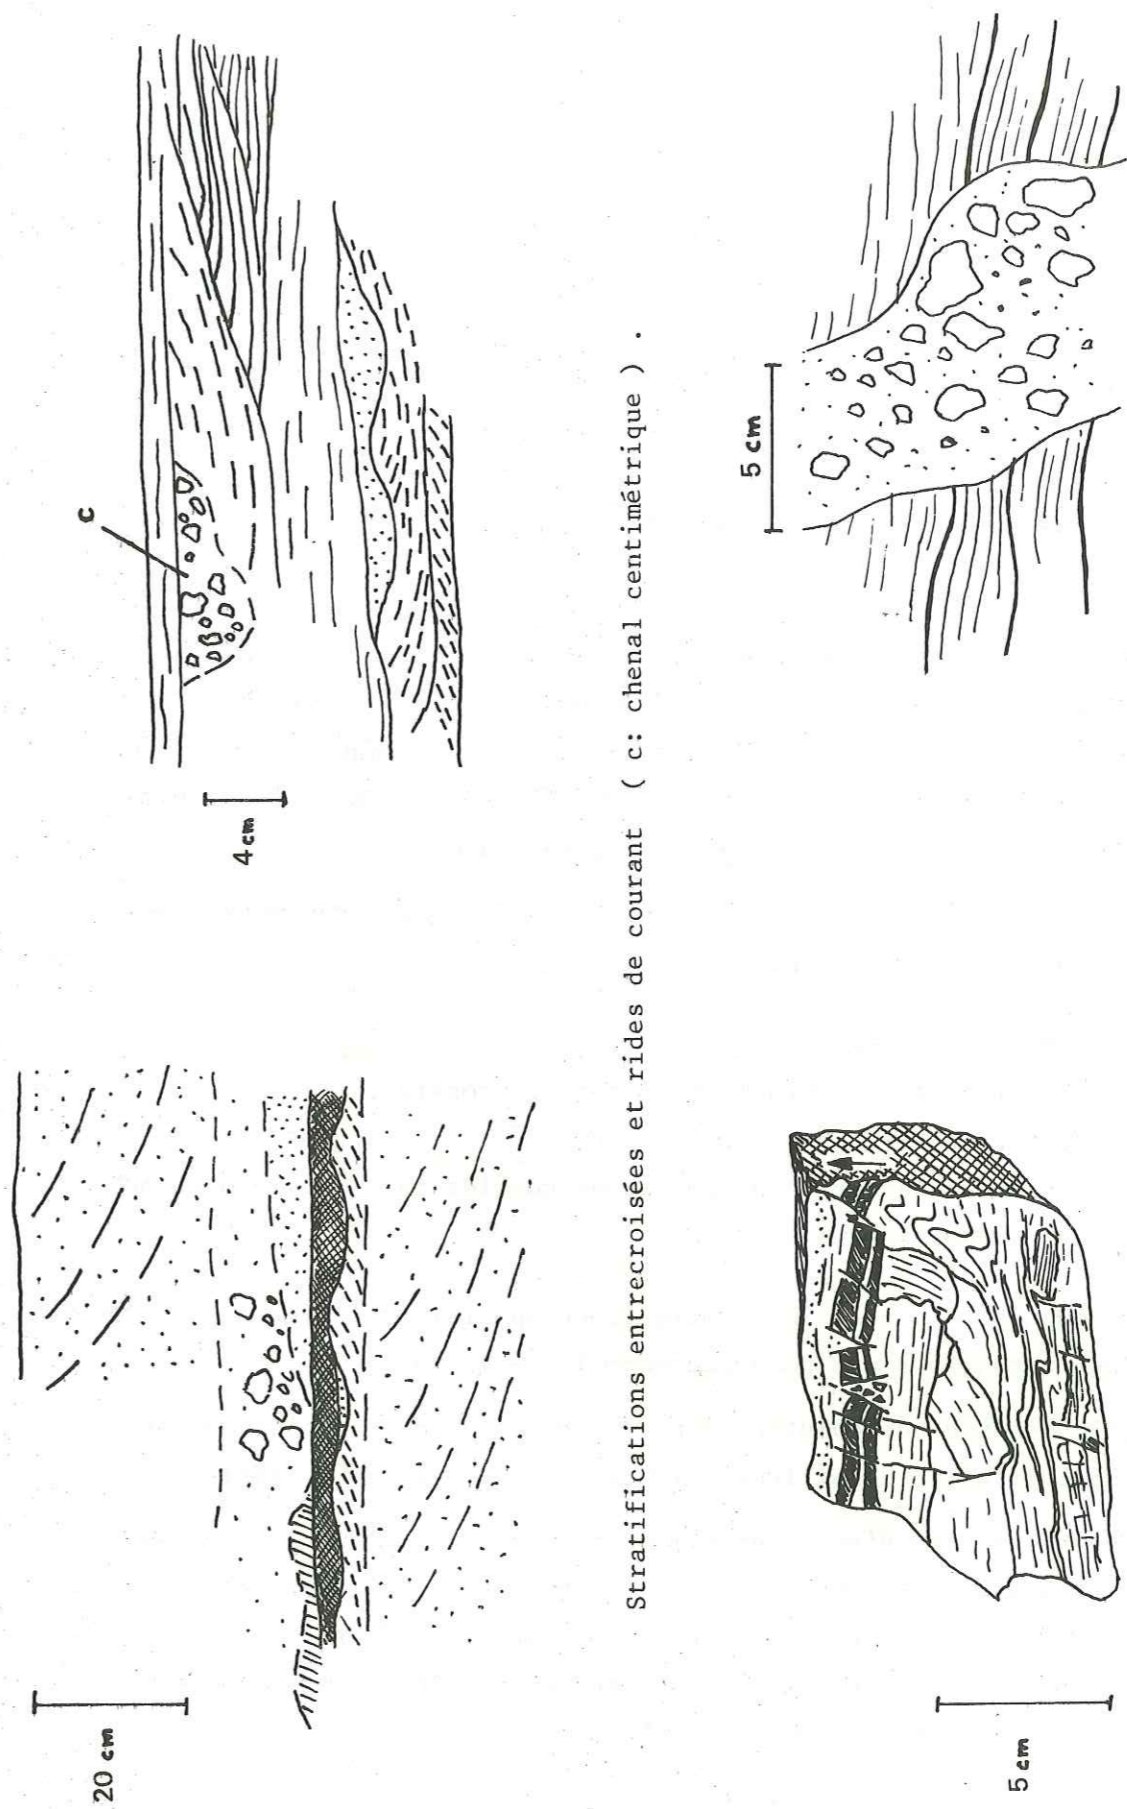 20 cm
4 cm
c
Stratifications entrecroisées et rides de courant ( c: chenal centimétrique ) .
5 cm
5 cm